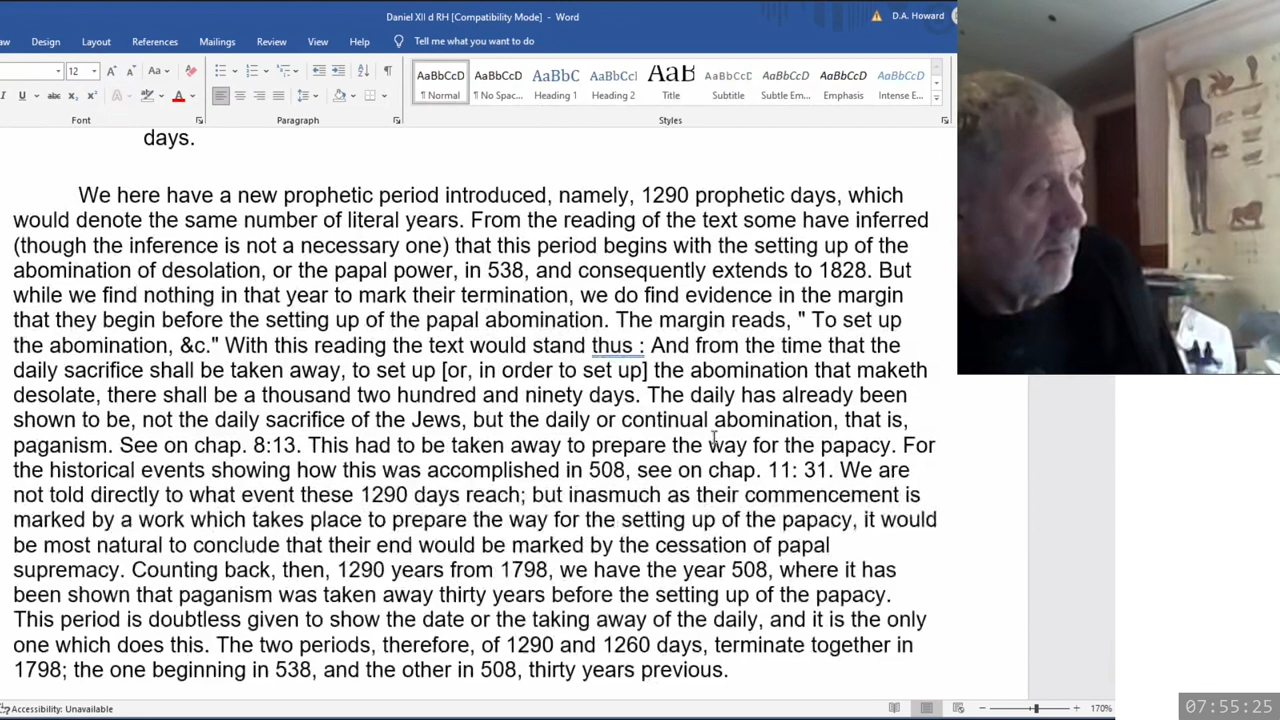 Daniel XII d RH [Compatibility Mode] - Word
D.A. Howard
aw Design Layout References Mailings Review View Help Tell me what you want to do
12 Aa AaBbCcD AaBbCcD AaBbC AaBbCc AaB AaBbCcD AaBbCcD AaBbCcD AaBbCcD
¶ Normal ¶ No Spac... Heading 1 Heading 2 Title Subtitle Subtle Em... Emphasis Intense E...
Font Paragraph Styles
days.
We here have a new prophetic period introduced, namely, 1290 prophetic days, which
would denote the same number of literal years. From the reading of the text some have inferred
(though the inference is not a necessary one) that this period begins with the setting up of the
abomination of desolation, or the papal power, in 538, and consequently extends to 1828. But
while we find nothing in that year to mark their termination, we do find evidence in the margin
that they begin before the setting up of the papal abomination. The margin reads, " To set up
the abomination, &c." With this reading the text would stand thus : And from the time that the
daily sacrifice shall be taken away, to set up [or, in order to set up] the abomination that maketh
desolate, there shall be a thousand two hundred and ninety days. The daily has already been
shown to be, not the daily sacrifice of the Jews, but the daily or continual abomination, that is,
paganism. See on chap. 8:13. This had to be taken away to prepare the way for the papacy. For
the historical events showing how this was accomplished in 508, see on chap. 11: 31. We are
not told directly to what event these 1290 days reach; but inasmuch as their commencement is
marked by a work which takes place to prepare the way for the setting up of the papacy, it would
be most natural to conclude that their end would be marked by the cessation of papal
supremacy. Counting back, then, 1290 years from 1798, we have the year 508, where it has
been shown that paganism was taken away thirty years before the setting up of the papacy.
This period is doubtless given to show the date or the taking away of the daily, and it is the only
one which does this. The two periods, therefore, of 1290 and 1260 days, terminate together in
1798; the one beginning in 538, and the other in 508, thirty years previous.
Accessibility: Unavailable
170%
07:55:25